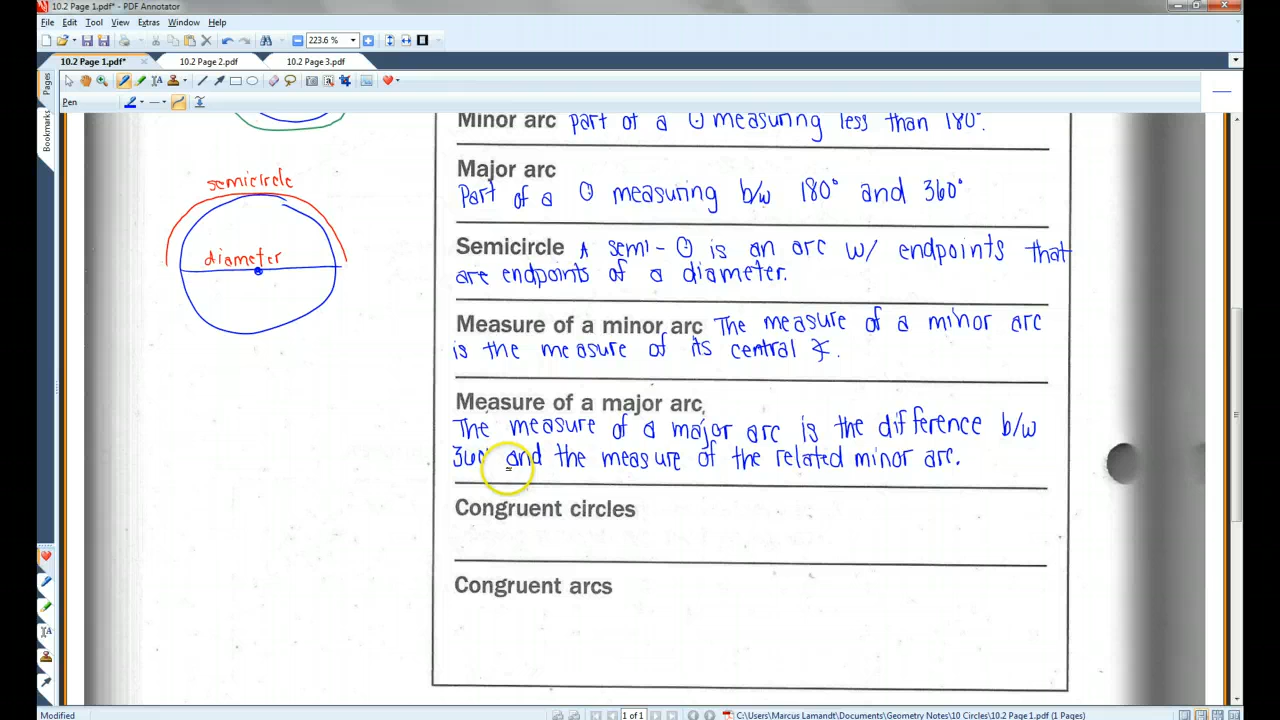 10.2 Page 1.pdf* - PDF Annotator
File Edit Tool View Extras Window Help
223.6 %
10.2 Page 1.pdf* 10.2 Page 2.pdf 10.2 Page 3.pdf
Pen
Pages
Bookmarks
semicircle
diameter
Minor arc part of a ⊙ measuring less than 180°.
Major arc
Part of a ⊙ measuring b/w 180° and 360°
Semicircle A semi-⊙ is an arc w/ endpoints that
are endpoints of a diameter.
Measure of a minor arc The measure of a minor arc
is the measure of its central ∡.
Measure of a major arc
The measure of a major arc is the difference b/w
360° and the measure of the related minor arc.
Congruent circles
Congruent arcs
Modified
1 of 1
C:\Users\Marcus Lamandt\Documents\Geometry Notes\10 Circles\10.2 Page 1.pdf (1 Pages)